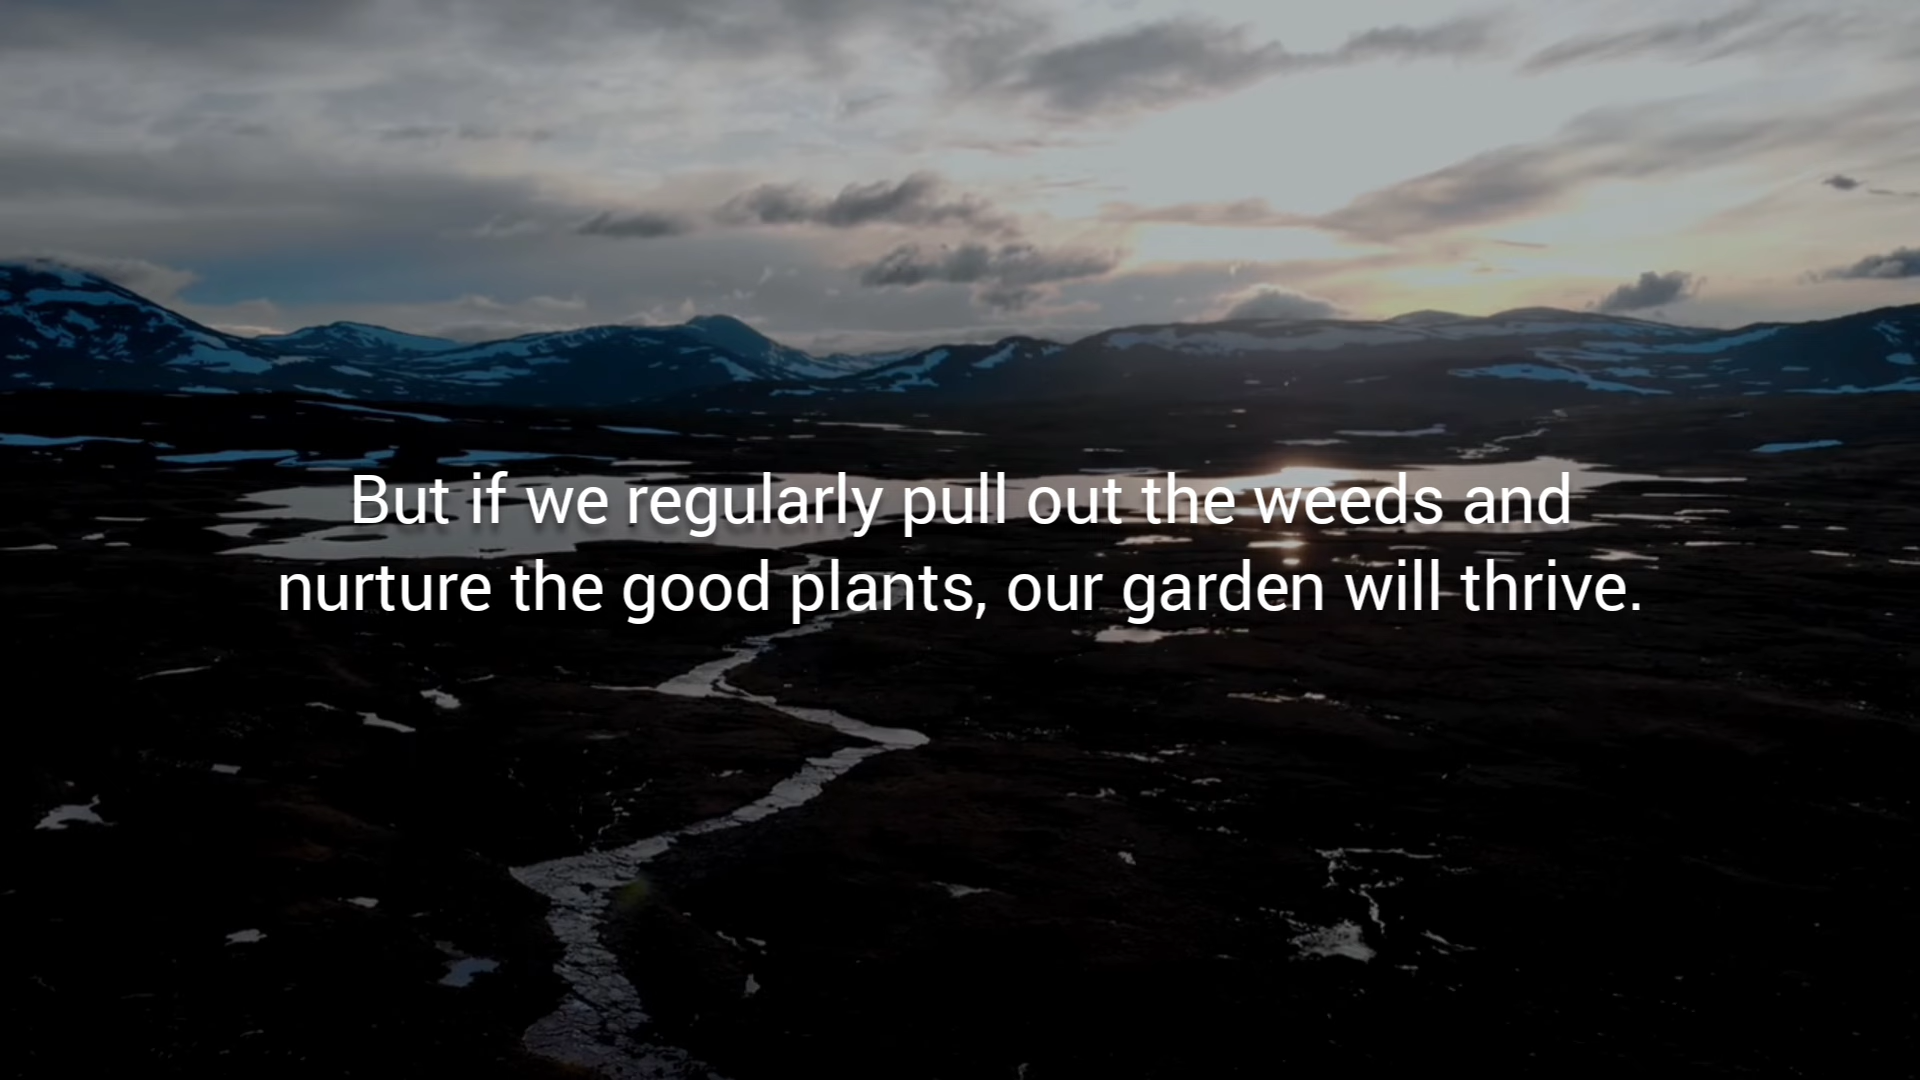 But if we regularly pull out the weeds and
nurture the good plants, our garden will thrive.